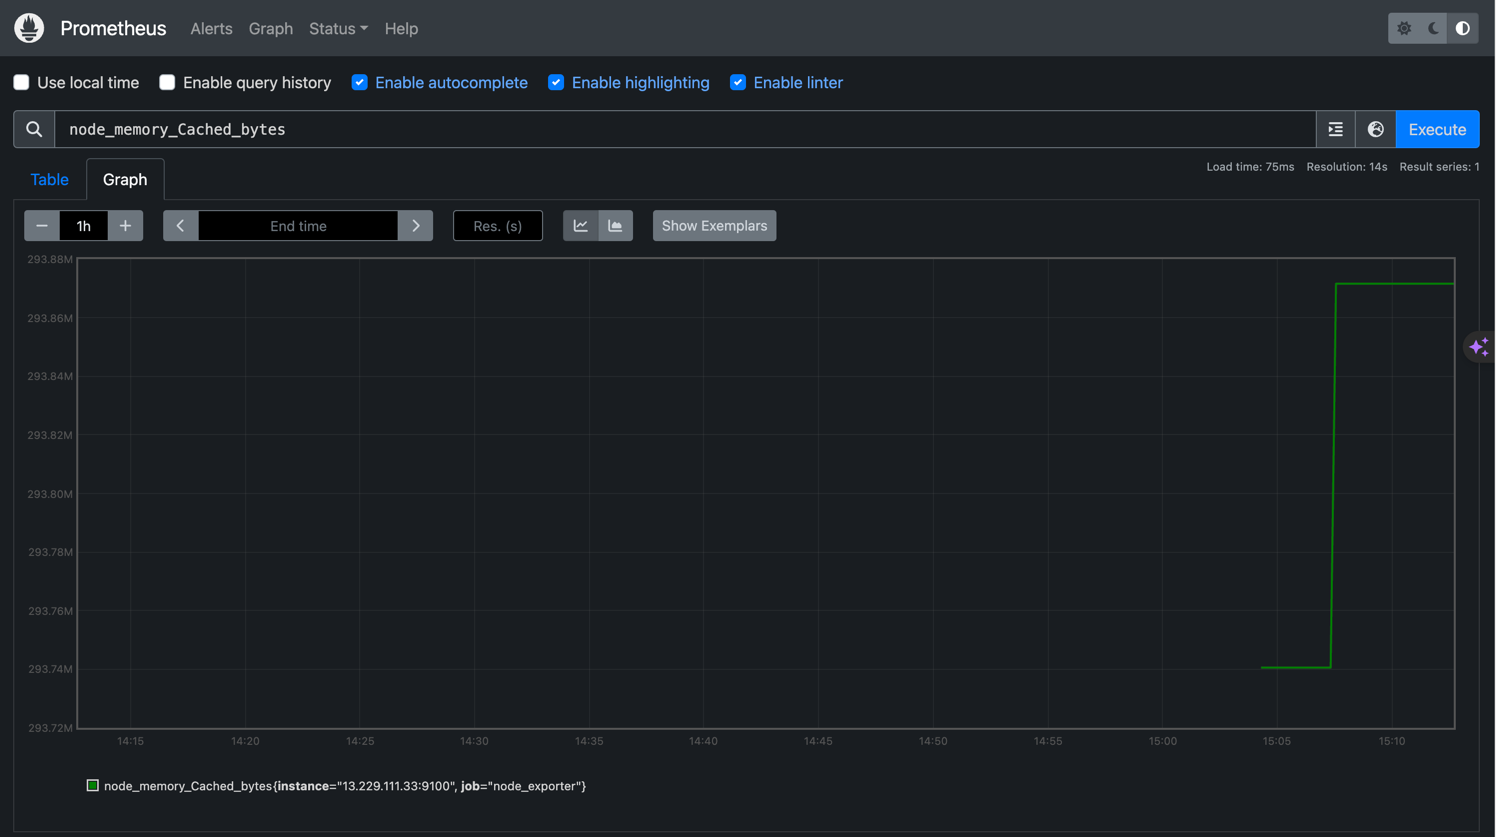 Prometheus Alerts Graph Status Help
Use local time Enable query history Enable autocomplete Enable highlighting Enable linter
node_memory_Cached_bytes Execute
Load time: 75ms Resolution: 14s Result series: 1
Table Graph
1h End time Res. (s) Show Exemplars
293.88M
293.86M
293.84M
293.82M
293.80M
293.78M
293.76M
293.74M
293.72M
14:15 14:20 14:25 14:30 14:35 14:40 14:45 14:50 14:55 15:00 15:05 15:10
node_memory_Cached_bytes{instance="13.229.111.33:9100", job="node_exporter"}